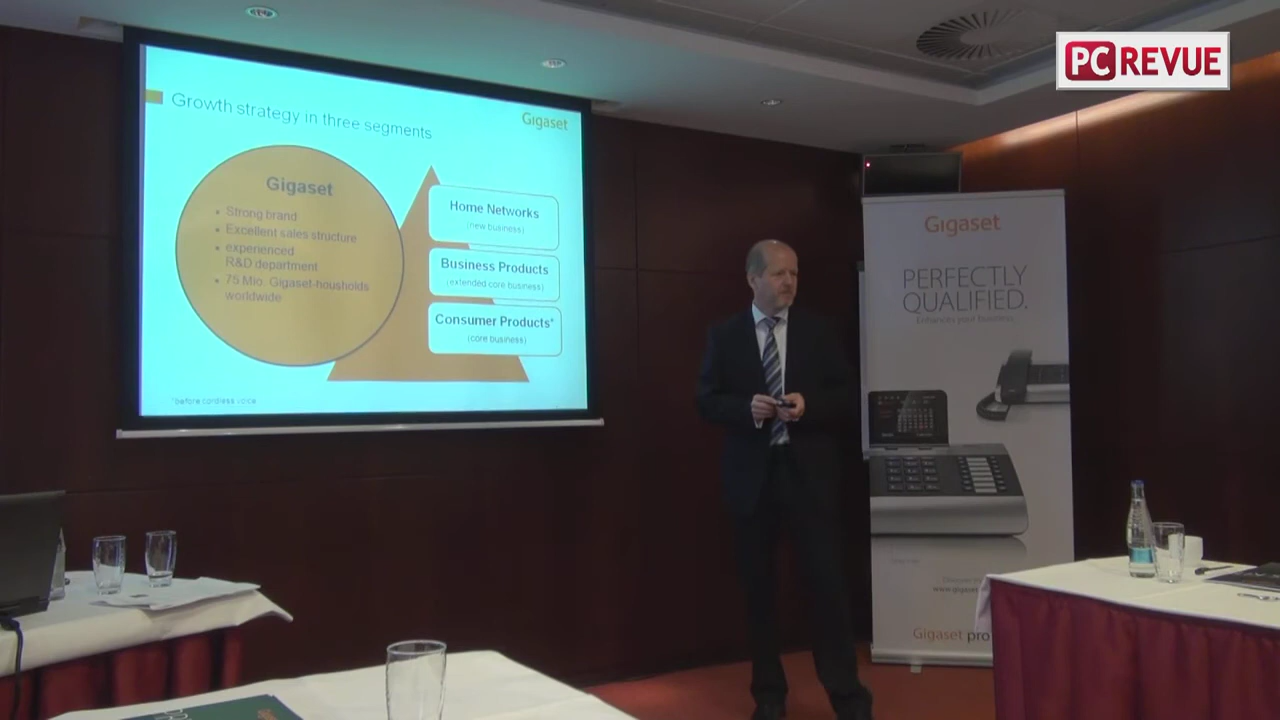 PC REVUE
Growth strategy in three segments
Gigaset
Gigaset
Strong brand
Excellent sales structure
experienced
R&D department
75 Mio. Gigaset-housholds
worldwide
Home Networks
(new business)
Business Products
(extended core business)
Consumer Products*
(core business)
*before cordless voice
Gigaset
PERFECTLY
QUALIFIED.
Enhances your business.
Gigaset pro